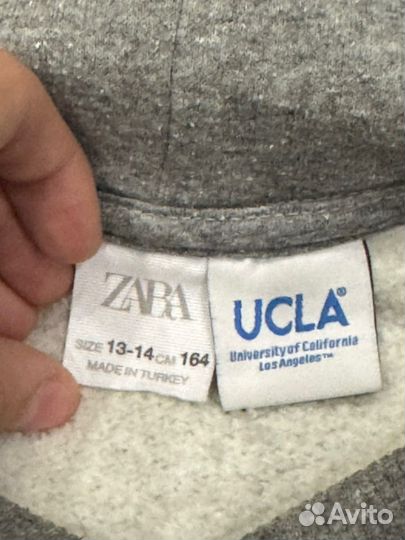 ZARA
SIZE 13-14 CM 164
MADE IN TURKEY
UCLA®
University of California
Los Angeles™
Avito